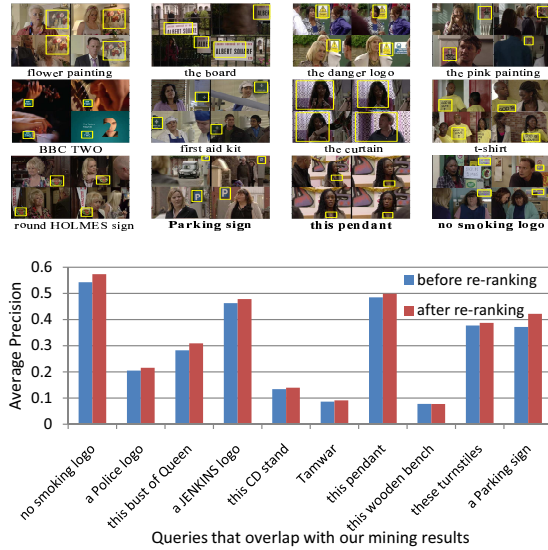 flower painting
the board
the danger logo
the pink painting
BBC TWO
first aid kit
the curtain
t-shirt
round HOLMES sign
Parking sign
this pendant
no smoking logo
ALBERT SQUARE
P
0.6
0.5
0.4
0.3
0.2
0.1
0
Average Precision
before re-ranking
after re-ranking
no smoking logo
a Police logo
this bust of Queen
a JENKINS logo
this CD stand
Tamwar
this pendant
this wooden bench
these turnstiles
a Parking sign
Queries that overlap with our mining results